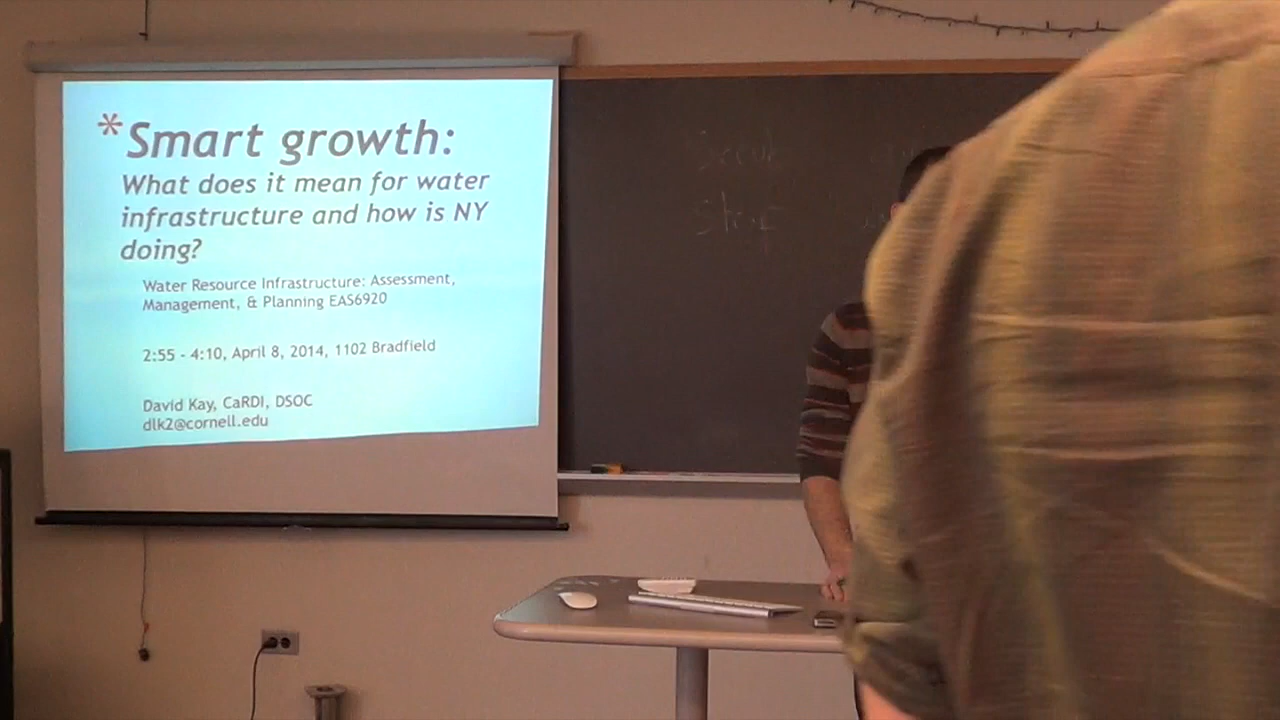 *Smart growth:
What does it mean for water
infrastructure and how is NY
doing?
Water Resource Infrastructure: Assessment,
Management, & Planning EAS6920
2:55 - 4:10, April 8, 2014, 1102 Bradfield
David Kay, CaRDI, DSOC
dlk2@cornell.edu